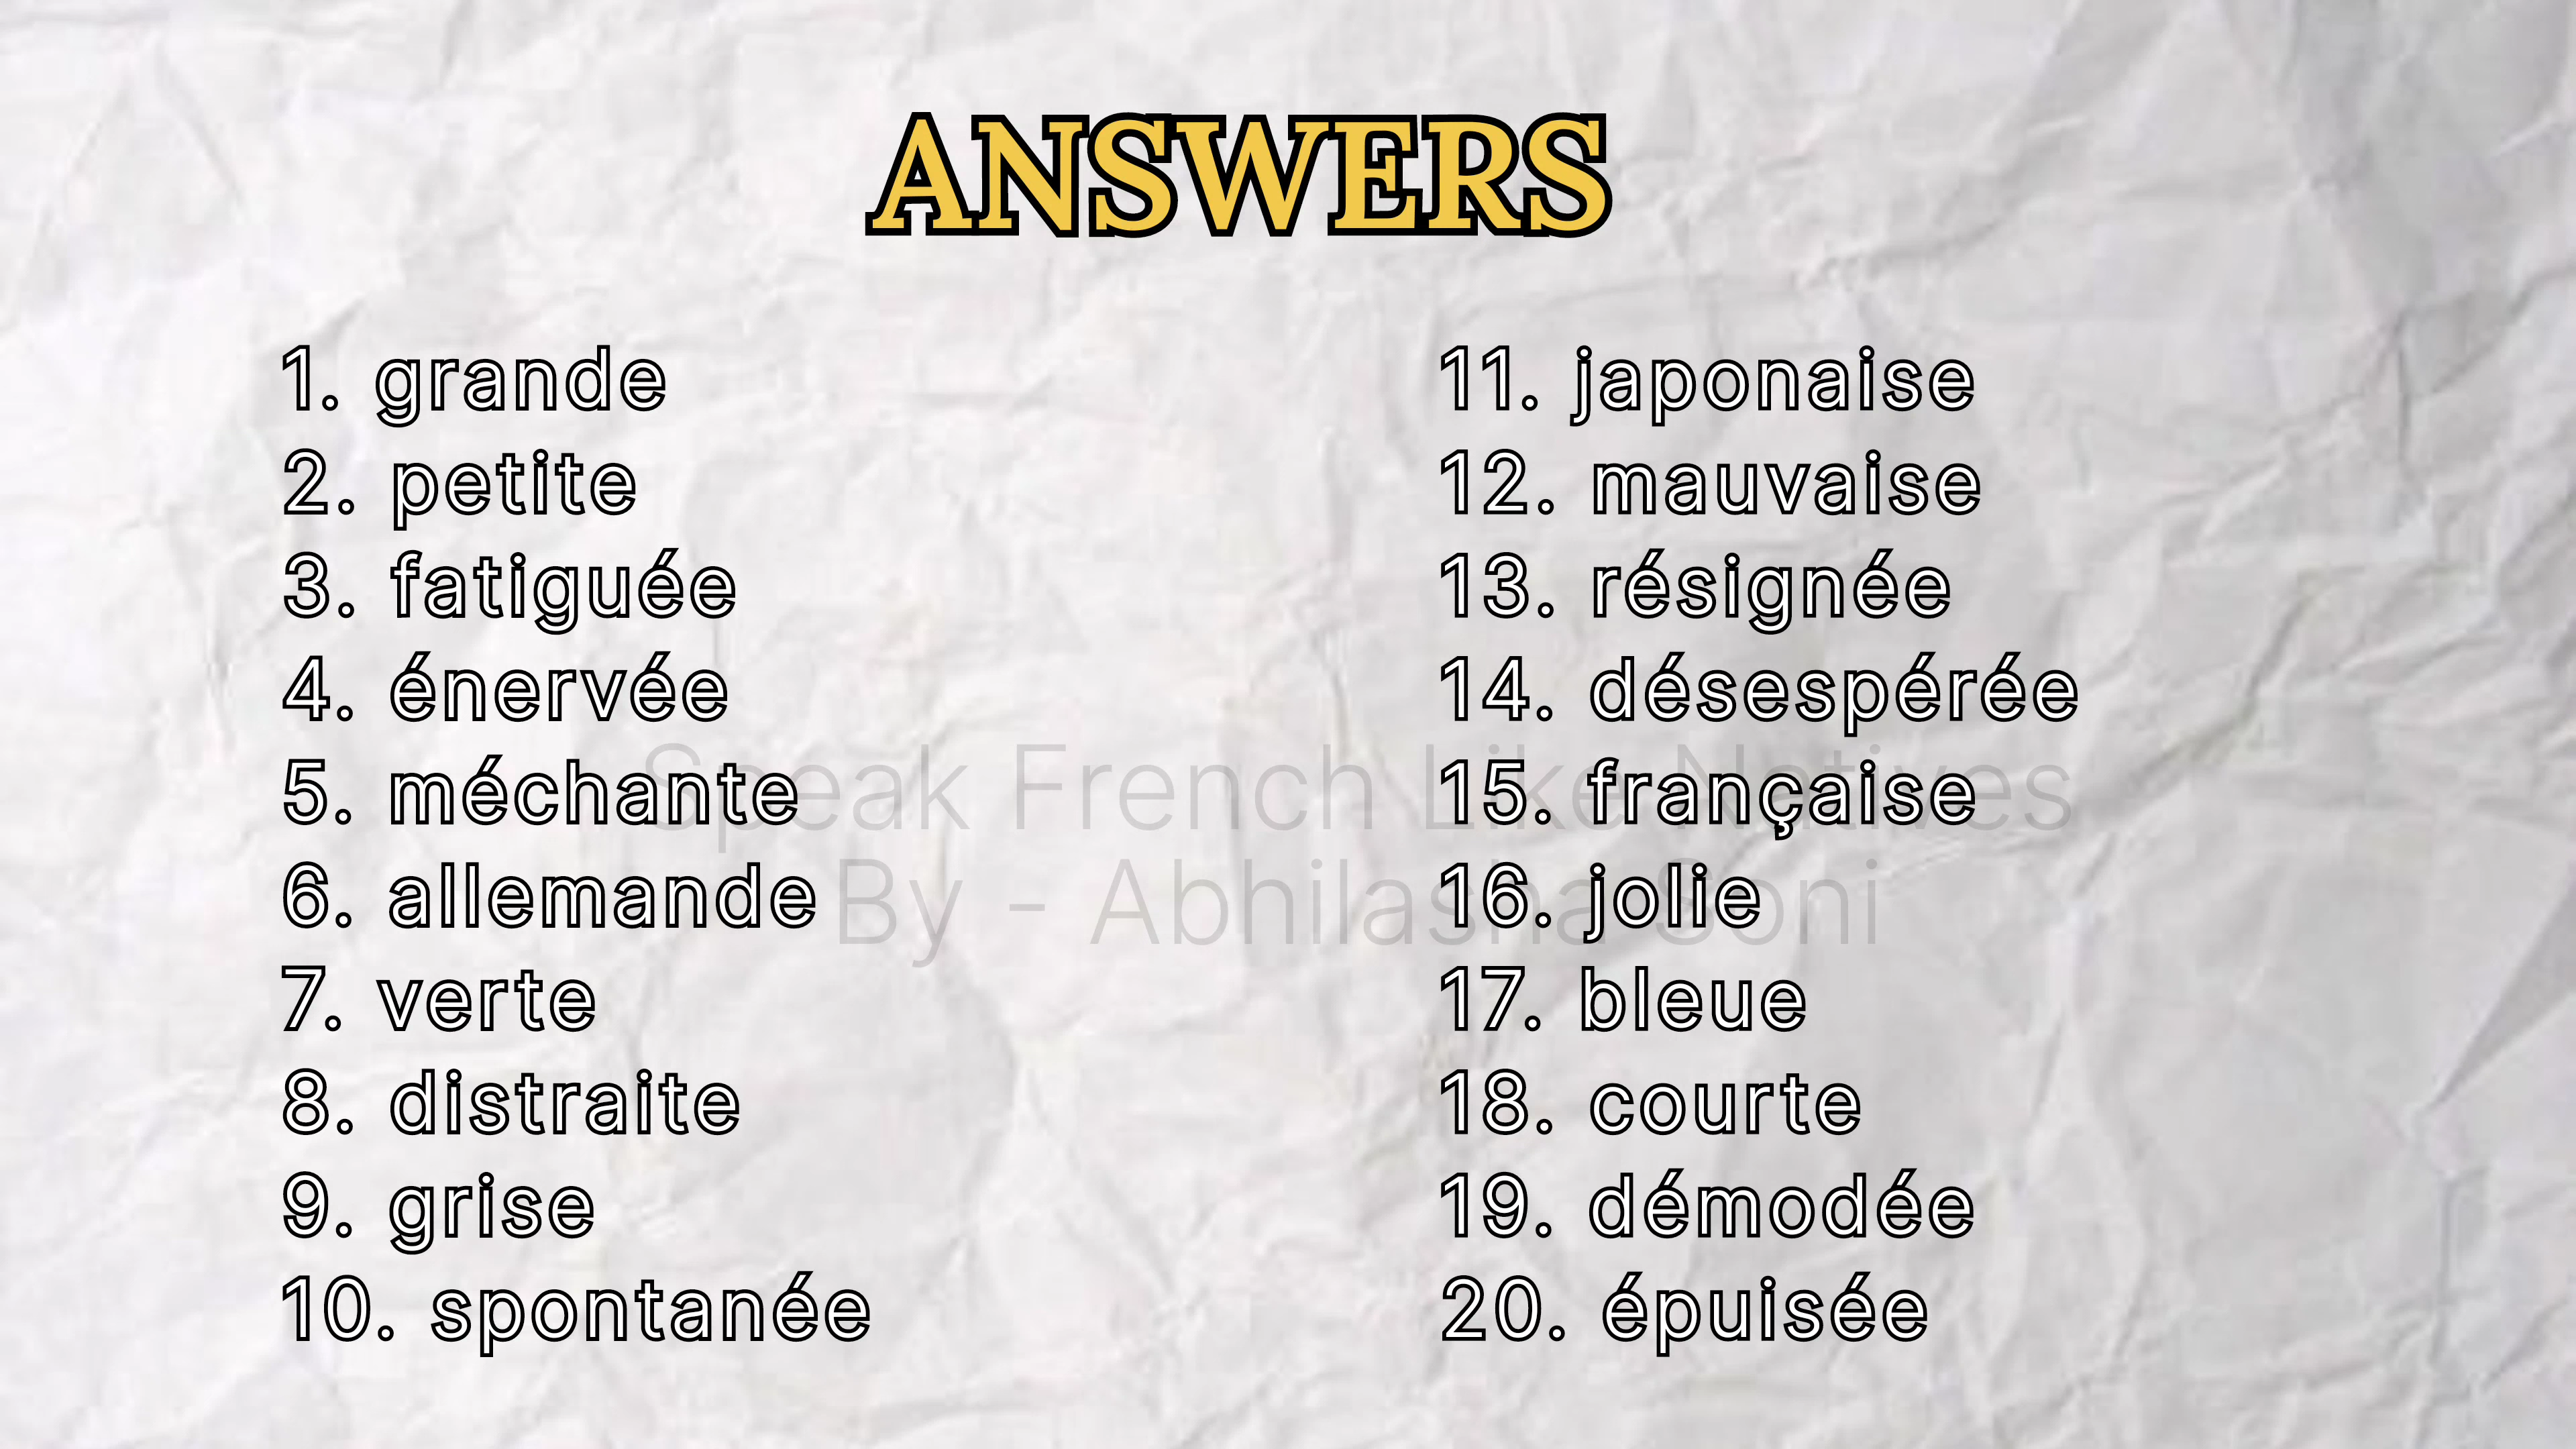 ANSWERS
1. grande
2. petite
3. fatiguée
4. énervée
5. méchante
6. allemande
7. verte
8. distraite
9. grise
10. spontanée
11. japonaise
12. mauvaise
13. résignée
14. désespérée
15. française
16. jolie
17. bleue
18. courte
19. démodée
20. épuisée
Speak French Like Natives
By - Abhilasha Soni